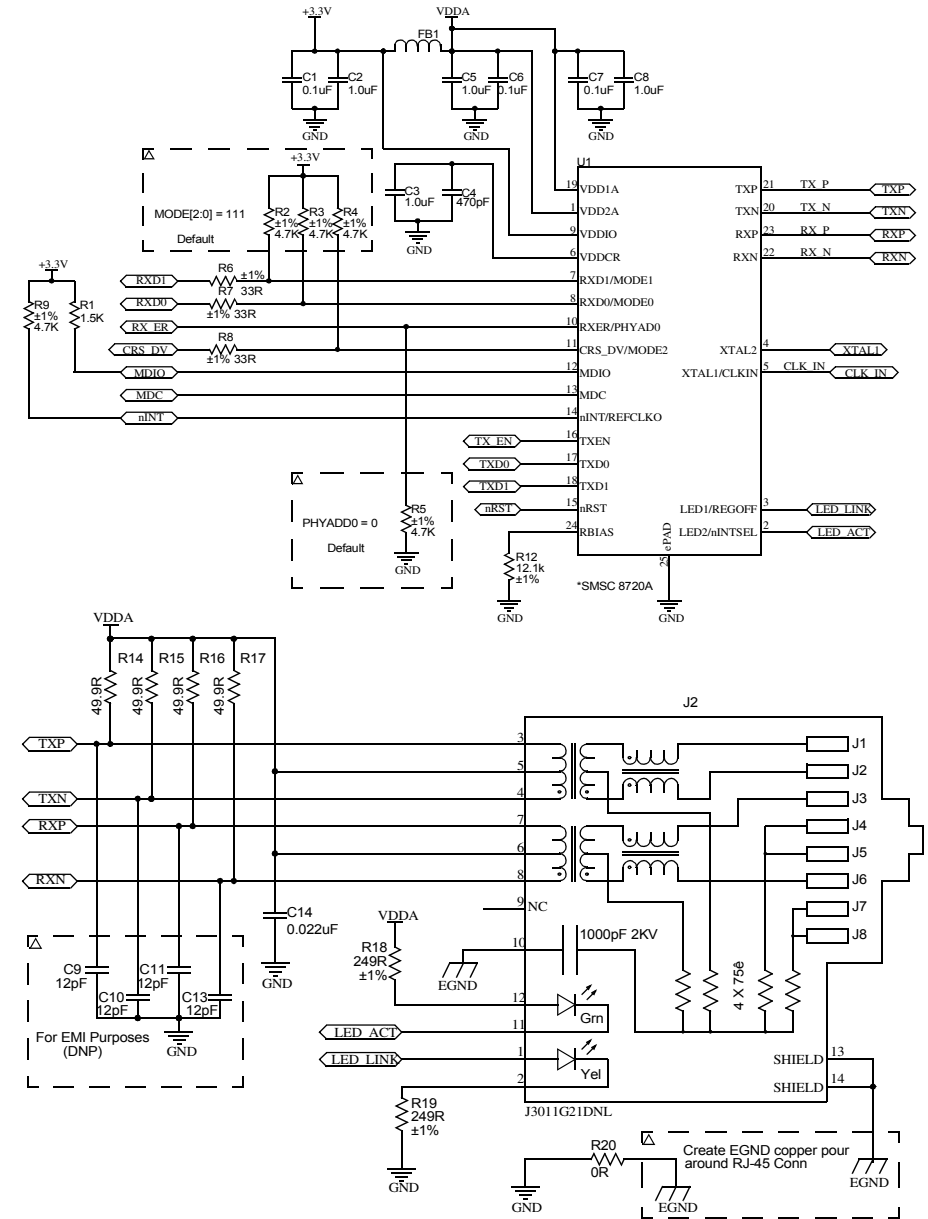 +3.3V
VDDA
FB1
C1
0.1uF
C2
1.0uF
C5
1.0uF
C6
0.1uF
C7
0.1uF
C8
1.0uF
GND
GND
GND
+3.3V
MODE[2:0] = 111
Default
R2
±1%
4.7K
R3
±1%
4.7K
R4
±1%
4.7K
C3
1.0uF
C4
470pF
GND
U1
19 VDD1A
1 VDD2A
9 VDDIO
6 VDDCR
7 RXD1/MODE1
8 RXD0/MODE0
10 RXER/PHYAD0
11 CRS_DV/MODE2
12 MDIO
13 MDC
14 nINT/REFCLKO
16 TXEN
17 TXD0
18 TXD1
15 nRST
24 RBIAS
TXP 21 TX_P TXP
TXN 20 TX_N TXN
RXP 23 RX_P RXP
RXN 22 RX_N RXN
XTAL2 4 XTAL1
XTAL1/CLKIN 5 CLK_IN CLK_IN
LED1/REGOFF 3 LED_LINK
LED2/nINTSEL 2 LED_ACT
25 ePAD
*SMSC 8720A
GND
+3.3V
R9
±1%
4.7K
R1
1.5K
RXD1
R6
±1%
33R
RXD0
R7
±1% 33R
RX_ER
CRS_DV
R8
±1% 33R
MDIO
MDC
nINT
TX_EN
TXD0
TXD1
nRST
PHYADD0 = 0
Default
R5
±1%
4.7K
GND
R12
12.1k
±1%
GND
VDDA
R14
49.9R
R15
49.9R
R16
49.9R
R17
49.9R
TXP
TXN
RXP
RXN
C14
0.022uF
GND
C9
12pF
C10
12pF
C11
12pF
C13
12pF
For EMI Purposes
(DNP)
GND
J2
3
5
4
7
6
8
9 NC
10
12
11
1
2
J1
J2
J3
J4
J5
J6
J7
J8
1000pF 2KV
4 X 75ê
EGND
VDDA
R18
249R
±1%
Grn
LED_ACT
LED_LINK
Yel
R19
249R
±1%
GND
SHIELD 13
SHIELD 14
J3011G21DNL
R20
0R
GND
EGND
Create EGND copper pour
around RJ-45 Conn
EGND